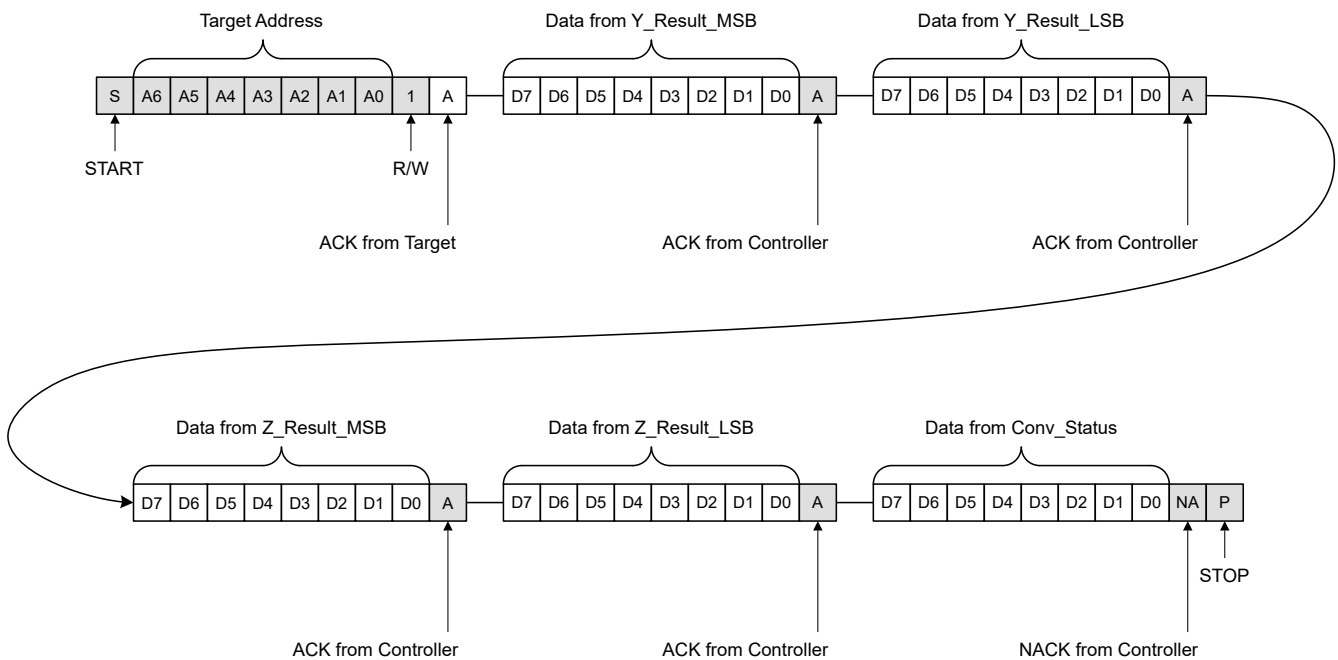 Target Address Data from Y_Result_MSB Data from Y_Result_LSB
S A6 A5 A4 A3 A2 A1 A0 1 A D7 D6 D5 D4 D3 D2 D1 D0 A D7 D6 D5 D4 D3 D2 D1 D0 A
START R/W
ACK from Target ACK from Controller ACK from Controller
Data from Z_Result_MSB Data from Z_Result_LSB Data from Conv_Status
D7 D6 D5 D4 D3 D2 D1 D0 A D7 D6 D5 D4 D3 D2 D1 D0 A D7 D6 D5 D4 D3 D2 D1 D0 NA P
STOP
ACK from Controller ACK from Controller NACK from Controller